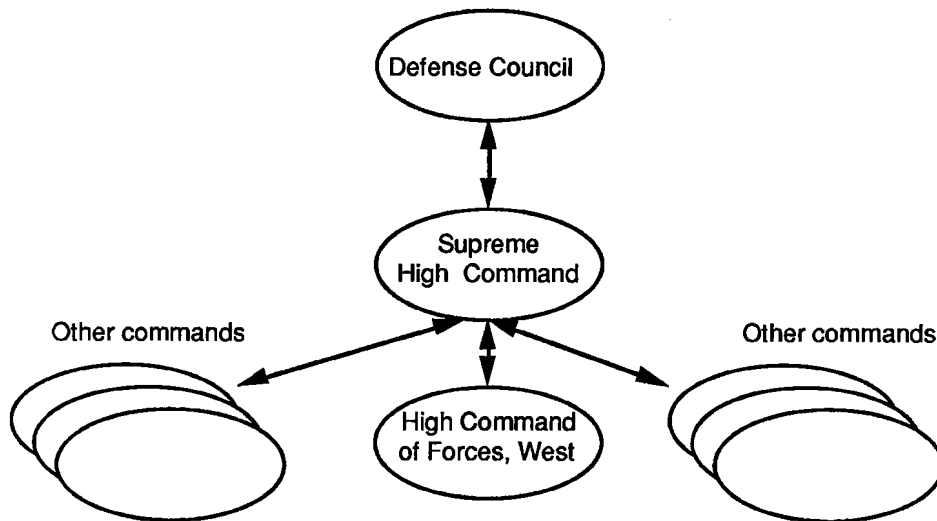 Defense Council
Supreme
High Command
Other commands
Other commands
High Command
of Forces, West